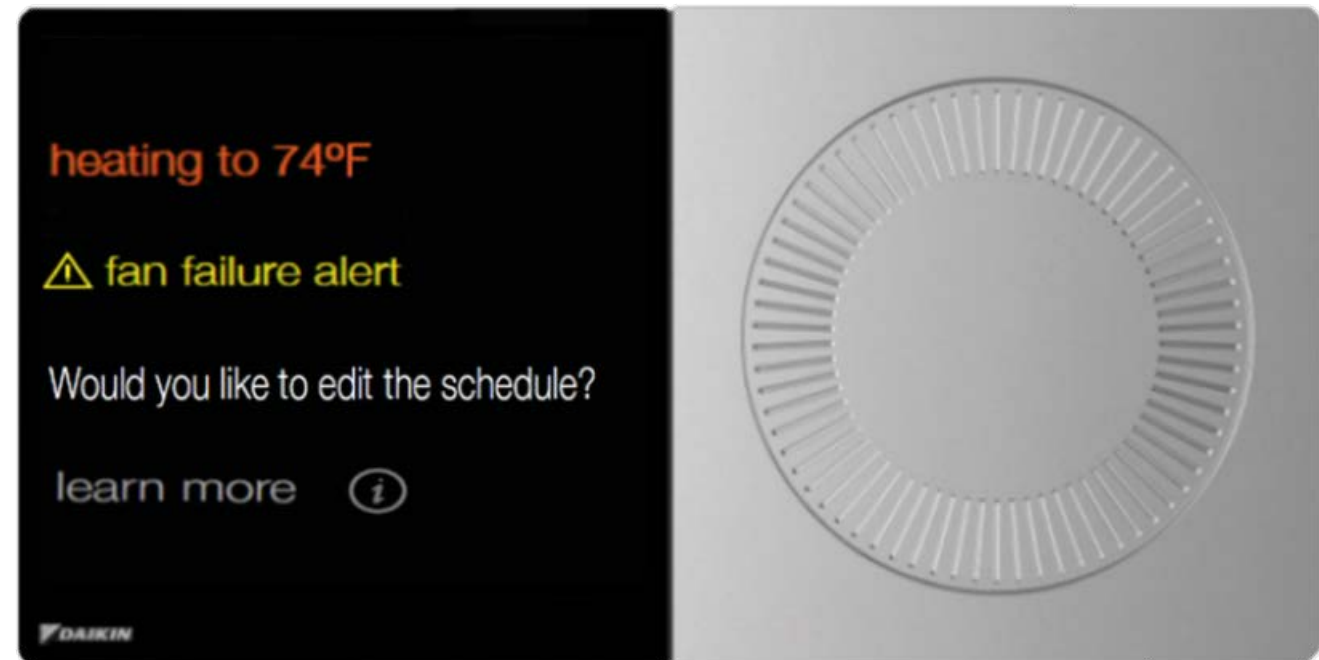 heating to 74ºF
fan failure alert
Would you like to edit the schedule?
learn more
DAIKIN